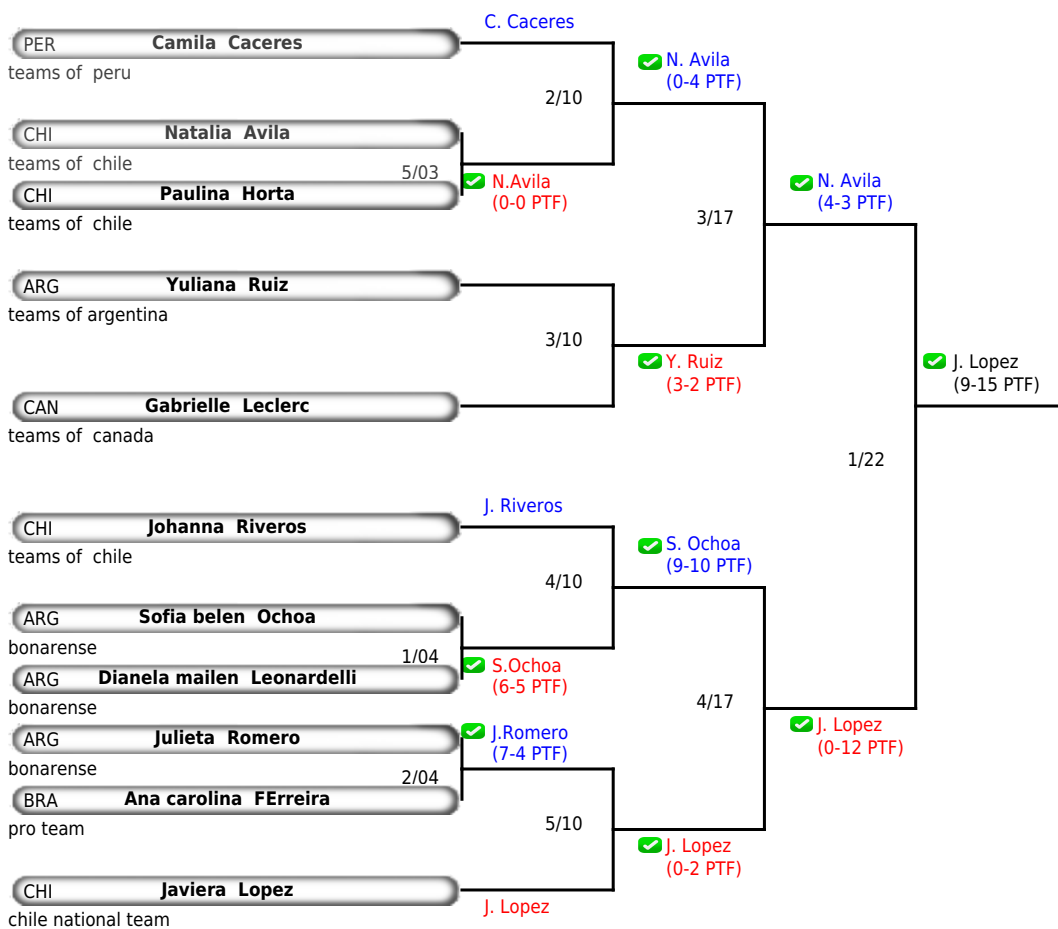 C. Caceres
PER Camila Caceres
teams of peru
N. Avila
(0-4 PTF)
2/10
CHI Natalia Avila
teams of chile
5/03
N.Avila
(0-0 PTF)
CHI Paulina Horta
teams of chile
N. Avila
(4-3 PTF)
3/17
ARG Yuliana Ruiz
teams of argentina
3/10
Y. Ruiz
(3-2 PTF)
J. Lopez
(9-15 PTF)
CAN Gabrielle Leclerc
teams of canada
1/22
J. Riveros
CHI Johanna Riveros
teams of chile
S. Ochoa
(9-10 PTF)
4/10
ARG Sofia belen Ochoa
bonarense
1/04
S.Ochoa
(6-5 PTF)
ARG Dianela mailen Leonardelli
bonarense
4/17
J. Lopez
(0-12 PTF)
J.Romero
(7-4 PTF)
ARG Julieta Romero
bonarense
2/04
BRA Ana carolina FErreira
pro team
5/10
J. Lopez
(0-2 PTF)
CHI Javiera Lopez
J. Lopez
chile national team